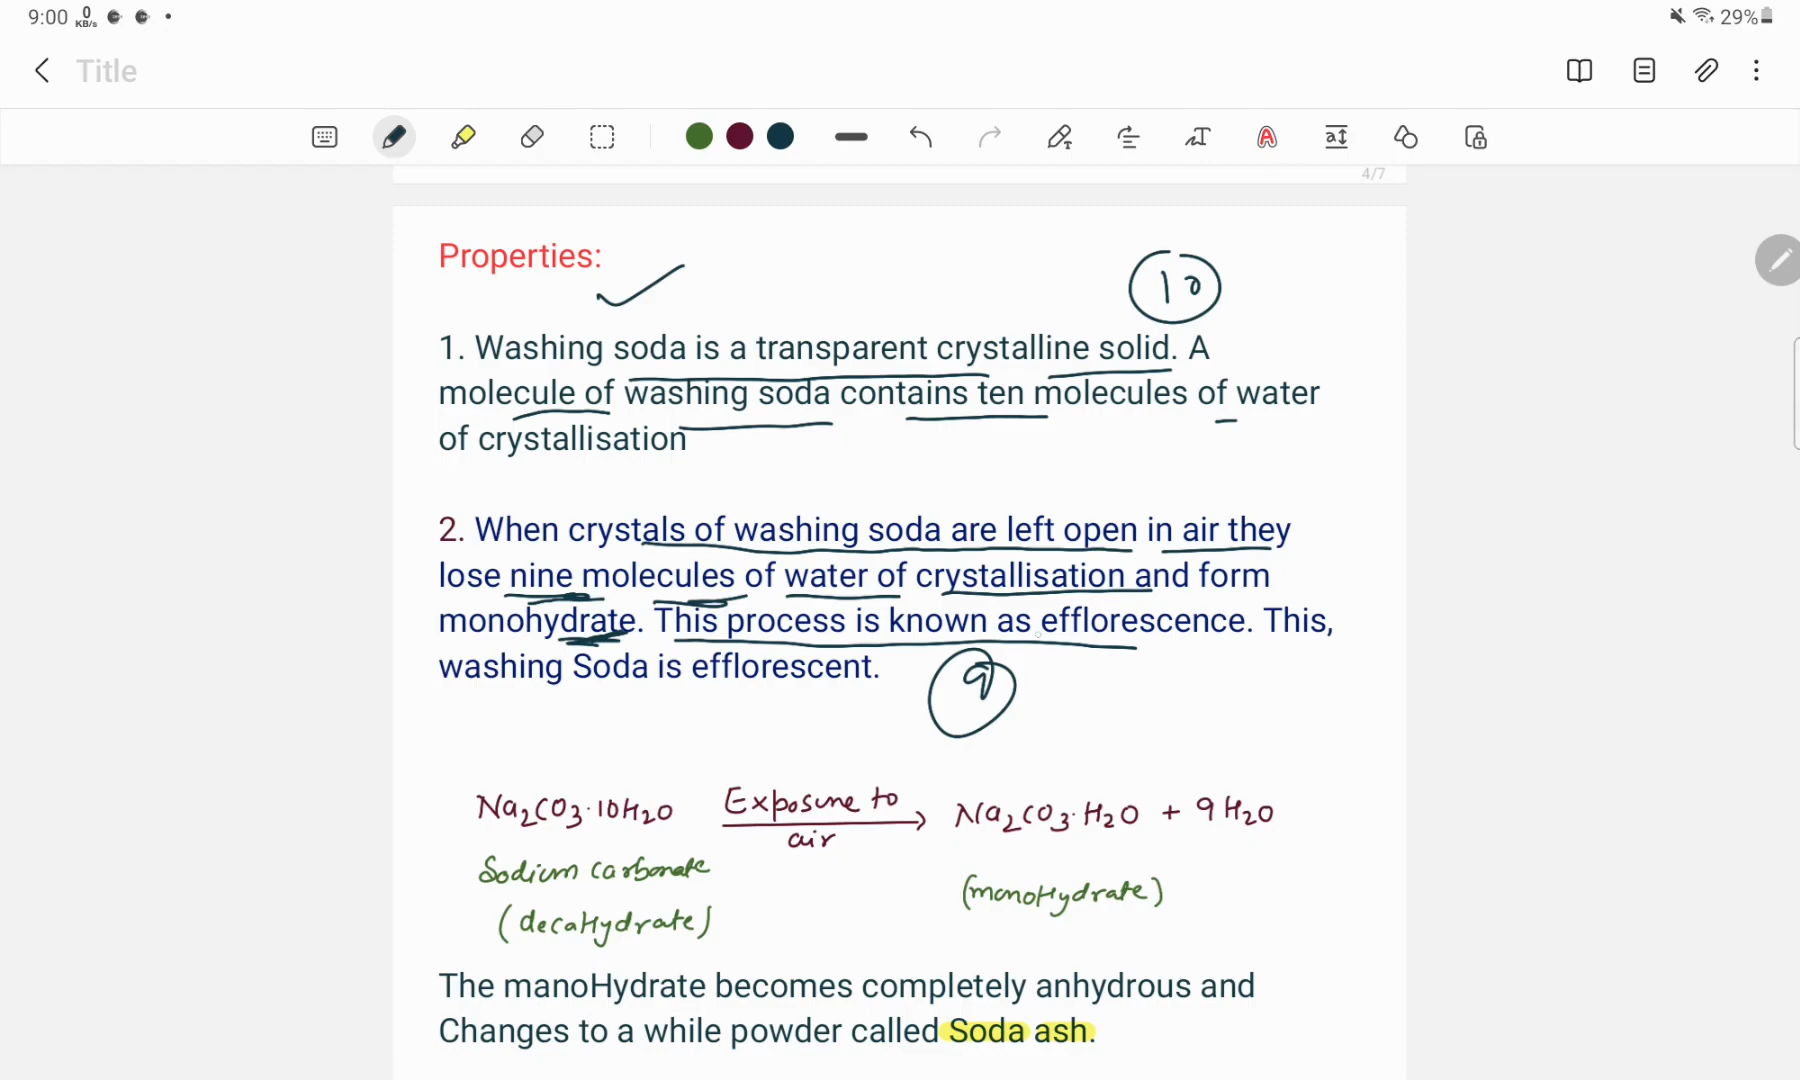 9:00 0 KB/s 29%
Title
4/7
Properties:
10
1. Washing soda is a transparent crystalline solid. A
molecule of washing soda contains ten molecules of water
of crystallisation
2. When crystals of washing soda are left open in air they
lose nine molecules of water of crystallisation and form
monohydrate. This process is known as efflorescence. This,
washing Soda is efflorescent.
9
Na2CO3·10H2O Exposure to air → Na2CO3·H2O + 9H2O
Sodium carbonate
(decaHydrate) (monoHydrate)
The manoHydrate becomes completely anhydrous and
Changes to a while powder called Soda ash.